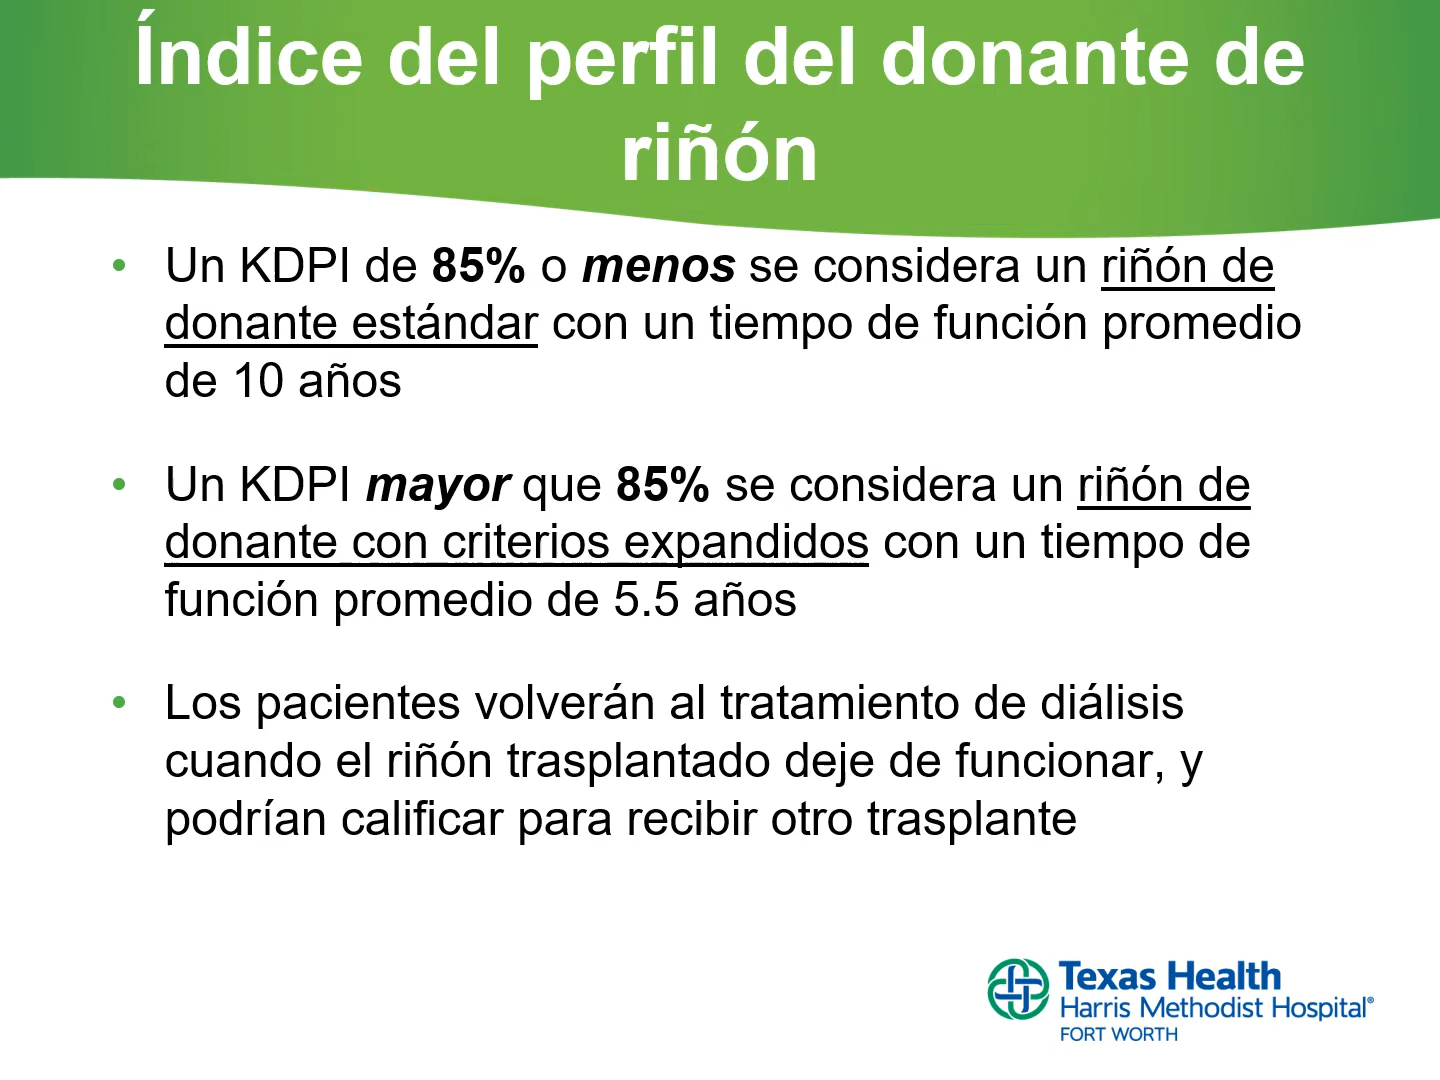 Índice del perfil del donante de
riñón
• Un KDPI de 85% o menos se considera un riñón de
donante estándar con un tiempo de función promedio
de 10 años
• Un KDPI mayor que 85% se considera un riñón de
donante con criterios expandidos con un tiempo de
función promedio de 5.5 años
• Los pacientes volverán al tratamiento de diálisis
cuando el riñón trasplantado deje de funcionar, y
podrían calificar para recibir otro trasplante
Texas Health
Harris Methodist Hospital®
FORT WORTH